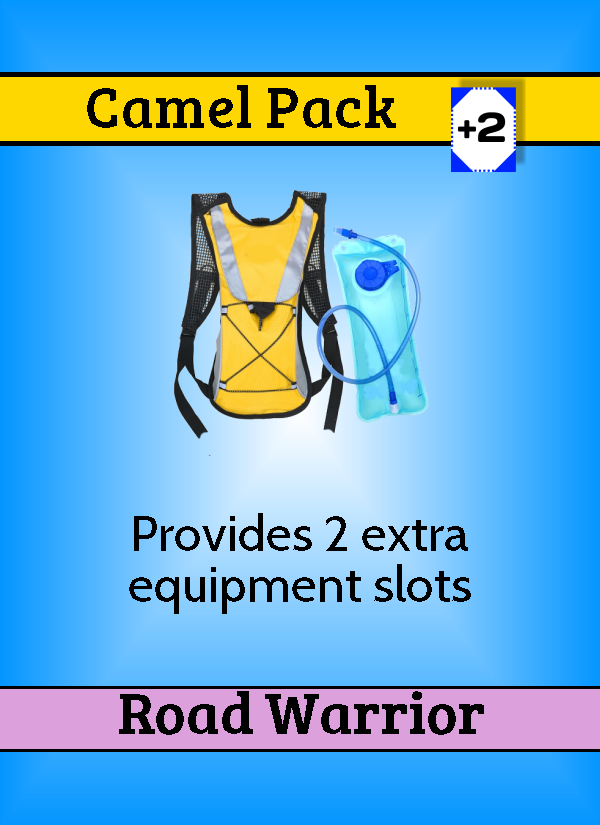 Camel Pack
+2
Provides 2 extra
equipment slots
Road Warrior